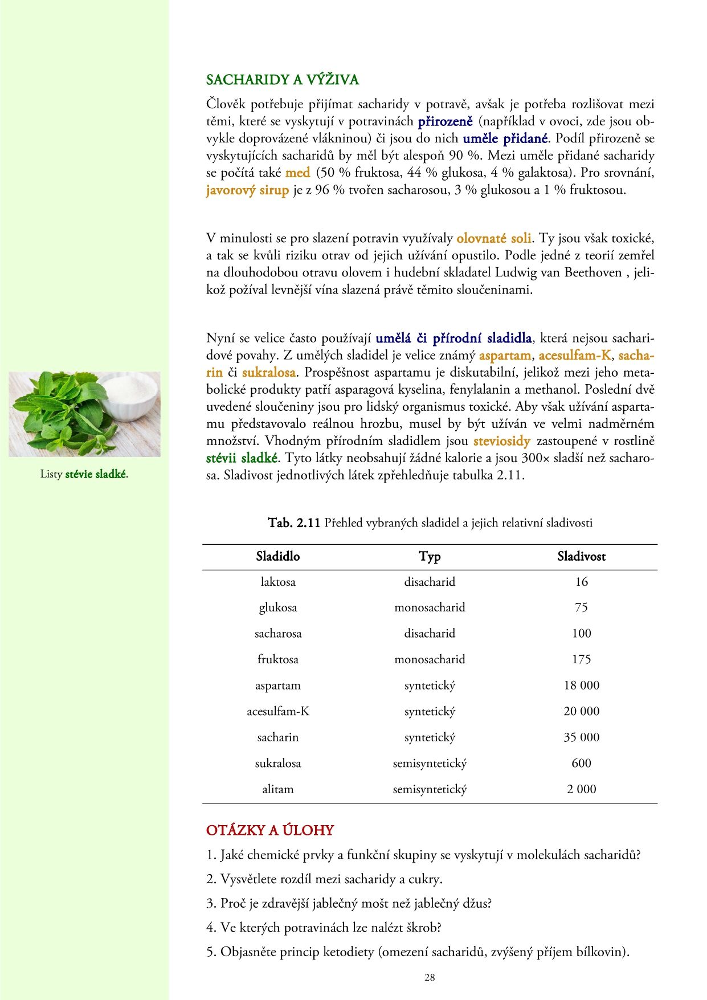 SACHARIDY A VÝŽIVA
Člověk potřebuje přijímat sacharidy v potravě, avšak je potřeba rozlišovat mezi
těmi, které se vyskytují v potravinách přirozeně (například v ovoci, zde jsou ob-
vykle doprovázené vlákninou) či jsou do nich uměle přidané. Podíl přirozeně se
vyskytujících sacharidů by měl být alespoň 90 %. Mezi uměle přidané sacharidy
se počítá také med (50 % fruktosa, 44 % glukosa, 4 % galaktosa). Pro srovnání,
javorový sirup je z 96 % tvořen sacharosou, 3 % glukosou a 1 % fruktosou.
V minulosti se pro slazení potravin využívaly olovnaté soli. Ty jsou však toxické,
a tak se kvůli riziku otrav od jejich užívání opustilo. Podle jedné z teorií zemřel
na dlouhodobou otravu olovem i hudební skladatel Ludwig van Beethoven , jeli-
kož požíval levnější vína slazená právě těmito sloučeninami.
Nyní se velice často používají umělá či přírodní sladidla, která nejsou sachari-
dové povahy. Z umělých sladidel je velice známý aspartam, acesulfam-K, sacha-
rin či sukralosa. Prospěšnost aspartamu je diskutabilní, jelikož mezi jeho meta-
bolické produkty patří asparagová kyselina, fenylalanin a methanol. Poslední dvě
uvedené sloučeniny jsou pro lidský organismus toxické. Aby však užívání asparta-
mu představovalo reálnou hrozbu, musel by být užíván ve velmi nadměrném
množství. Vhodným přírodním sladidlem jsou steviosidy zastoupené v rostlině
stévii sladké. Tyto látky neobsahují žádné kalorie a jsou 300× sladší než sacharo-
sa. Sladivost jednotlivých látek zpřehledňuje tabulka 2.11.
Listy stévie sladké.
Tab. 2.11 Přehled vybraných sladidel a jejich relativní sladivosti
Sladidlo Typ Sladivost
laktosa disacharid 16
glukosa monosacharid 75
sacharosa disacharid 100
fruktosa monosacharid 175
aspartam syntetický 18 000
acesulfam-K syntetický 20 000
sacharin syntetický 35 000
sukralosa semisyntetický 600
alitam semisyntetický 2 000
OTÁZKY A ÚLOHY
1. Jaké chemické prvky a funkční skupiny se vyskytují v molekulách sacharidů?
2. Vysvětlete rozdíl mezi sacharidy a cukry.
3. Proč je zdravější jablečný mošt než jablečný džus?
4. Ve kterých potravinách lze nalézt škrob?
5. Objasněte princip ketodiety (omezení sacharidů, zvýšený příjem bílkovin).
28